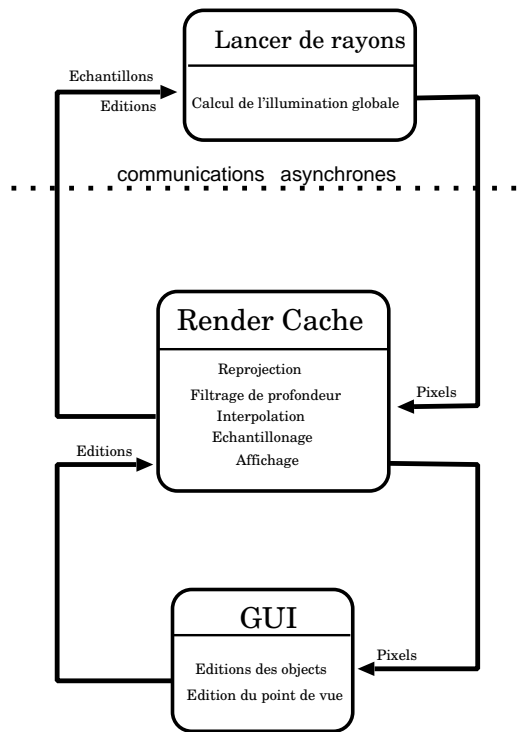 Lancer de rayons
Echantillons
Editions
Calcul de l'illumination globale
communications asynchrones
Render Cache
Reprojection
Filtrage de profondeur
Interpolation
Echantillonage
Affichage
Pixels
Editions
GUI
Editions des objects
Edition du point de vue
Pixels